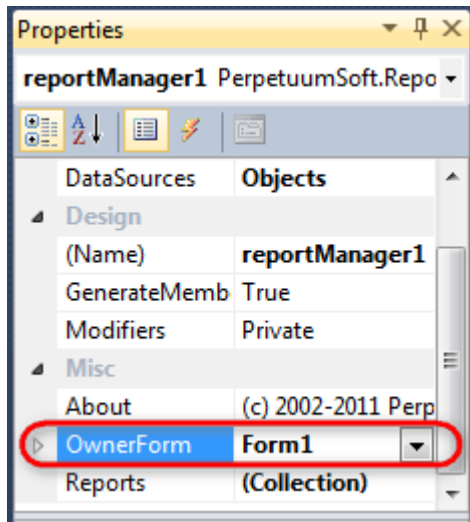 Properties
reportManager1 PerpetuumSoft.Repo
DataSources Objects
Design
(Name) reportManager1
GenerateMemb True
Modifiers Private
Misc
About (c) 2002-2011 Perp
OwnerForm Form1
Reports (Collection)